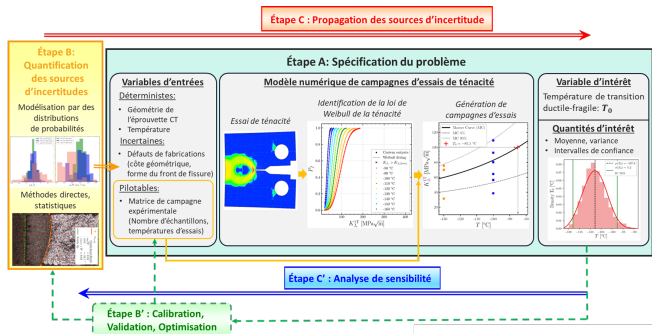 Étape C : Propagation des sources d'incertitude
Étape B:
Quantification
des sources
d'incertitudes
Modélisation par des
distributions
de probabilités
Méthodes directes,
statistiques
Étape A: Spécification du problème
Variables d'entrées
Déterministes:
• Géométrie de
l'éprouvette CT
• Température
Incertaines:
• Défauts de fabrications
(côté geométrique,
forme du front de fissure)
Pilotables:
• Matrice de campagne
expérimentale
(Nombre d'échantillons,
températures d'essais)
Modèle numérique de campagnes d'essais de ténacité
Essai de ténacité
Identification de la loi de
Weibull de la ténacité
Génération de
campagnes d'essais
Variable d'intérêt
Température de transition
ductile-fragile: T₀
Quantités d'intérêt
• Moyenne, variance
• Intervalles de confiance
Étape C' : Analyse de sensibilité
Étape B' : Calibration,
Validation, Optimisation